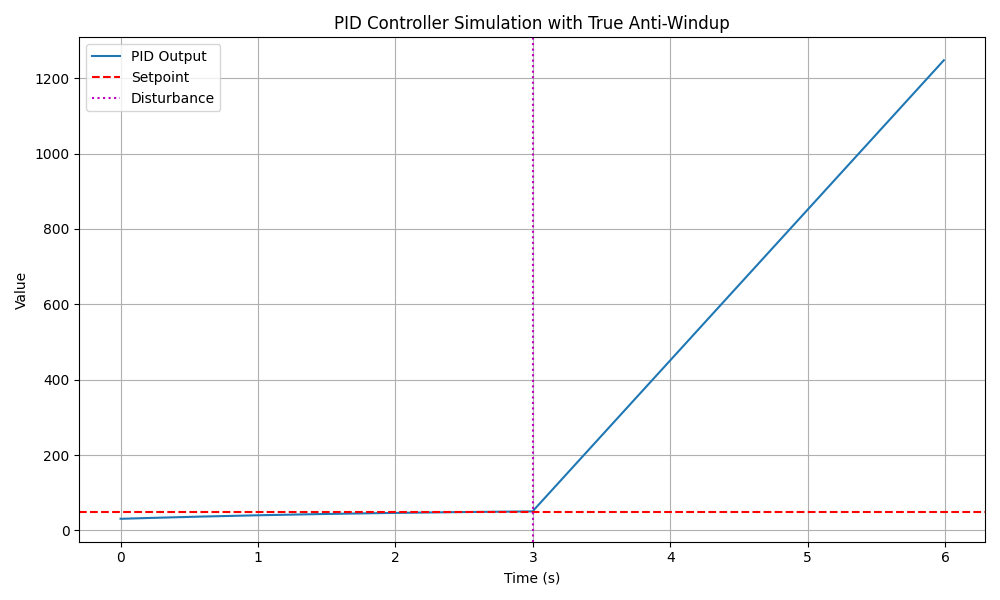 PID Controller Simulation with True Anti-Windup
PID Output
Setpoint
Disturbance
1200
1000
800
600
400
200
0
Value
0 1 2 3 4 5 6
Time (s)